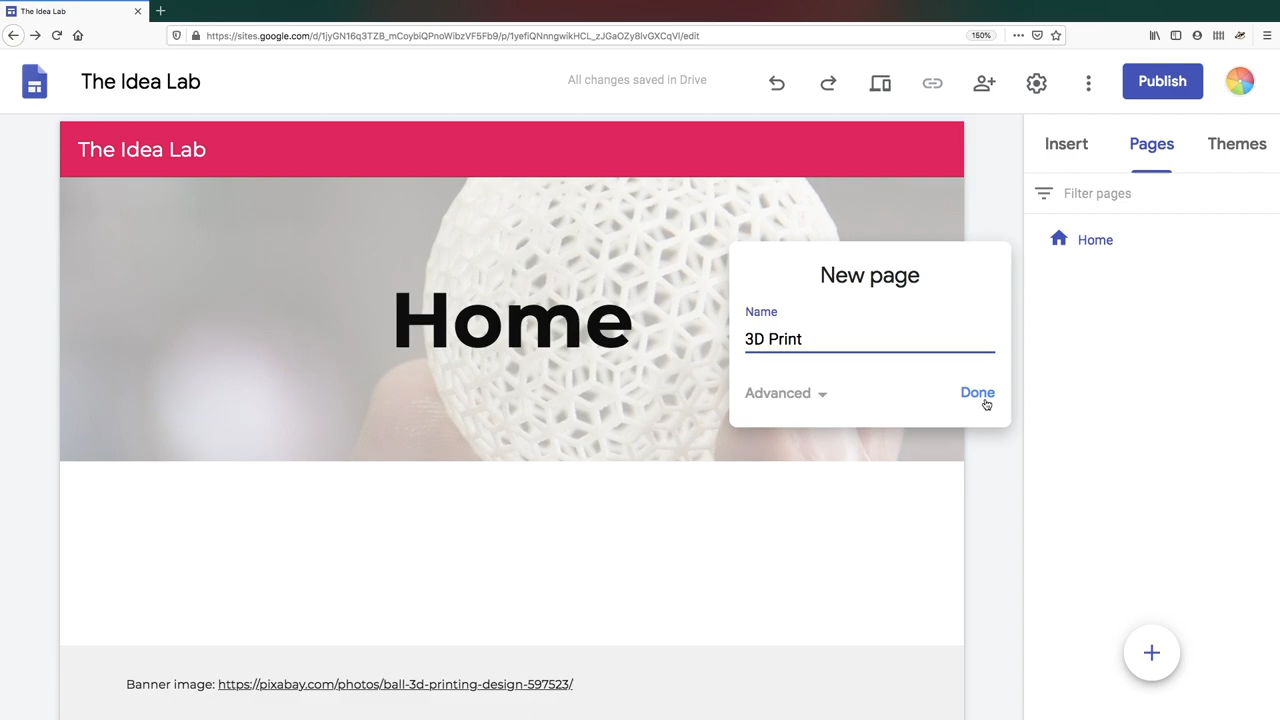 The Idea Lab
https://sites.google.com/d/1jyGN16q3TZB_mCoybiQPnoWibzVF5Fb9/p/1yefiQNnngwikHCL_zJGaOZy8lvGXCqVl/edit
150%
The Idea Lab
All changes saved in Drive
Publish
The Idea Lab
Home
New page
Name
3D Print
Advanced
Done
Insert
Pages
Themes
Filter pages
Home
Banner image: https://pixabay.com/photos/ball-3d-printing-design-597523/